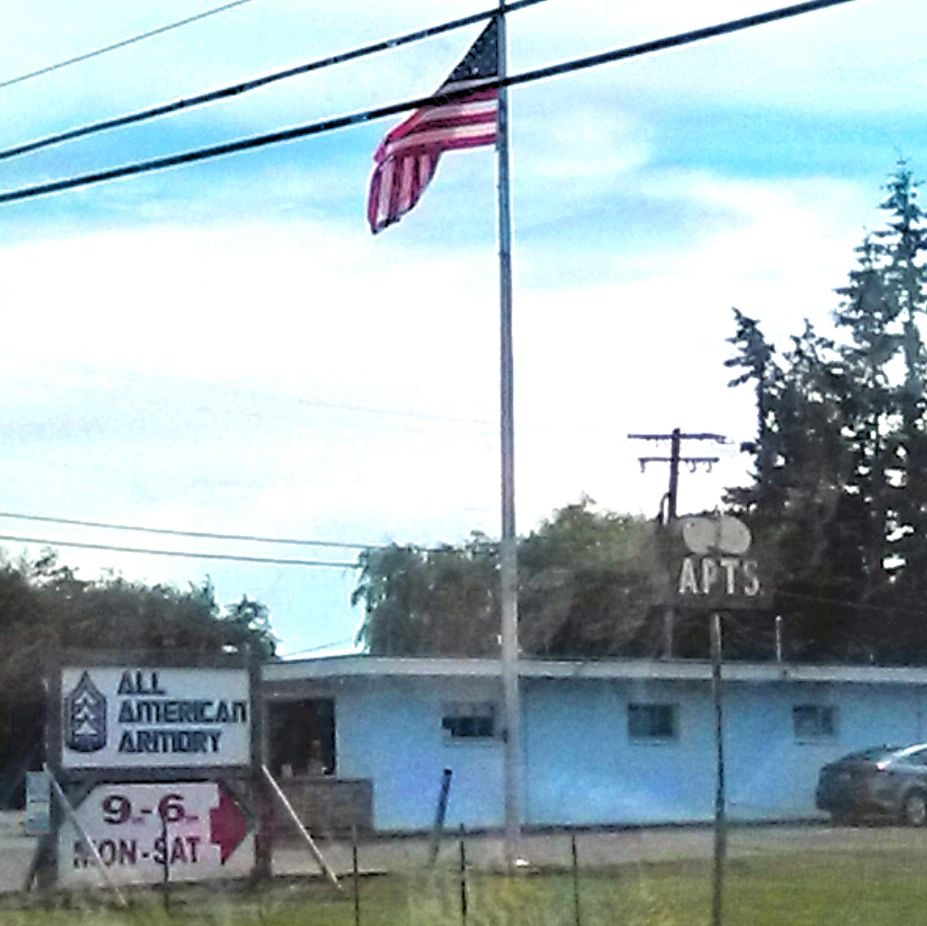 ALL
AMERICAN
ARMORY
9-6
MON-SAT
APTS